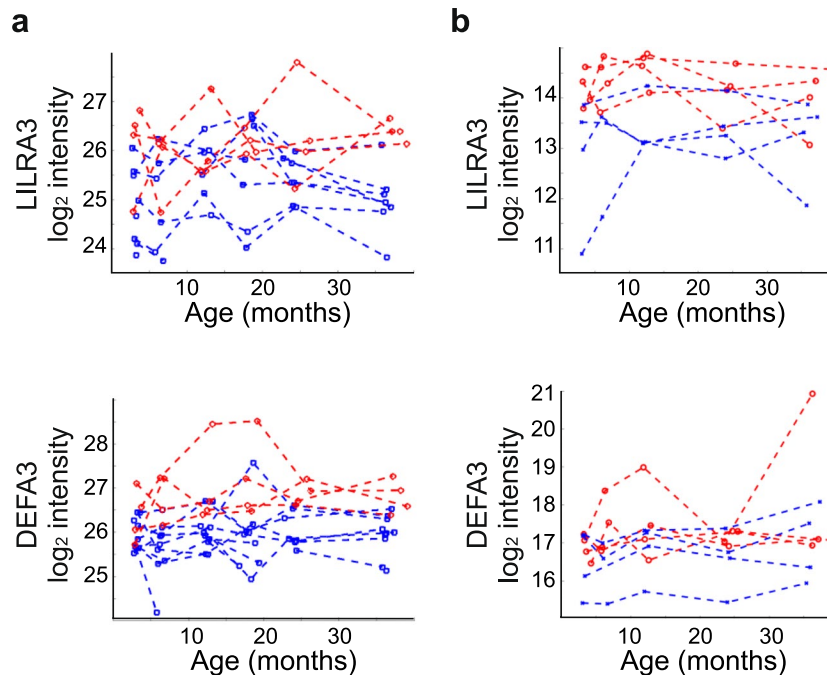 a
b
LILRA3
log2 intensity
27
26
25
24
10
20
30
Age (months)
LILRA3
log2 intensity
14
13
12
11
10
20
30
Age (months)
DEFA3
log2 intensity
28
27
26
25
10
20
30
Age (months)
DEFA3
log2 intensity
21
20
19
18
17
16
10
20
30
Age (months)